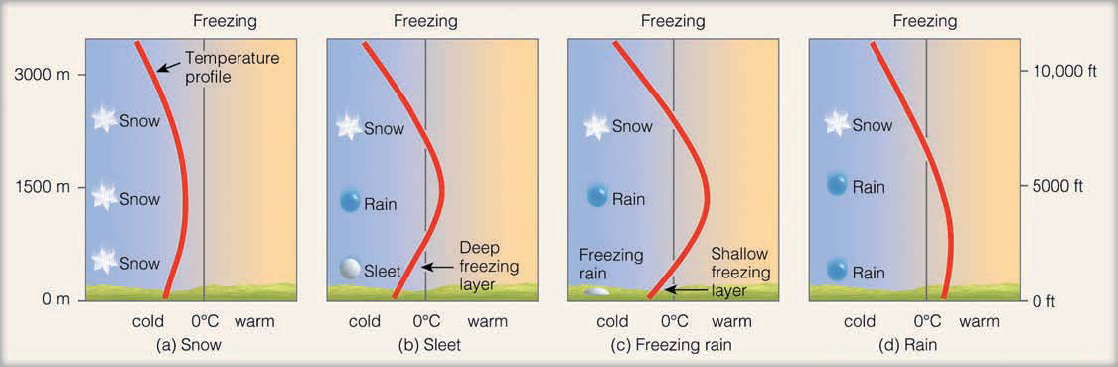 Freezing
Freezing
Freezing
Freezing
3000 m
1500 m
0 m
Temperature
profile
Snow
Snow
Snow
cold 0°C warm
(a) Snow
Snow
Rain
Sleet
Deep
freezing
layer
cold 0°C warm
(b) Sleet
Snow
Rain
Freezing
rain
Shallow
freezing
layer
cold 0°C warm
(c) Freezing rain
Snow
Rain
Rain
cold 0°C warm
(d) Rain
10,000 ft
5000 ft
0 ft